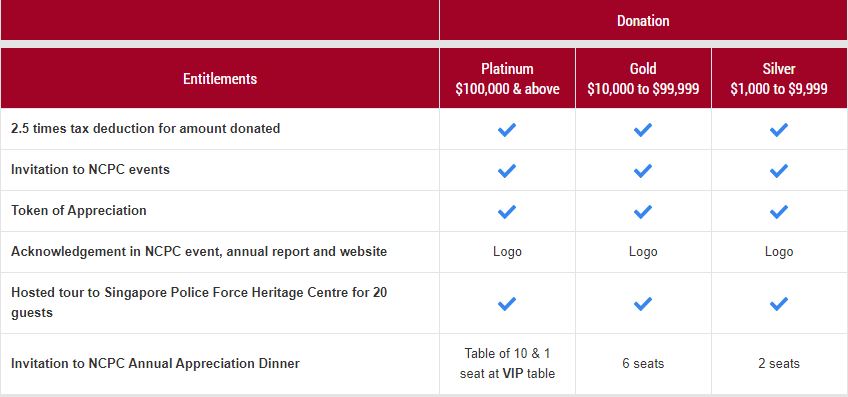 Donation
Entitlements
Platinum
$100,000 & above
Gold
$10,000 to $99,999
Silver
$1,000 to $9,999
2.5 times tax deduction for amount donated
Invitation to NCPC events
Token of Appreciation
Acknowledgement in NCPC event, annual report and website
Logo
Logo
Logo
Hosted tour to Singapore Police Force Heritage Centre for 20
guests
Invitation to NCPC Annual Appreciation Dinner
Table of 10 & 1
seat at VIP table
6 seats
2 seats